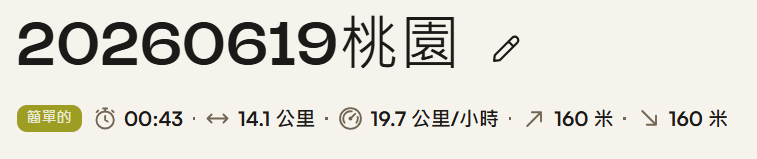 20260619桃園
簡單的 00:43 · 14.1 公里 · 19.7 公里/小時 · 160 米 · 160 米